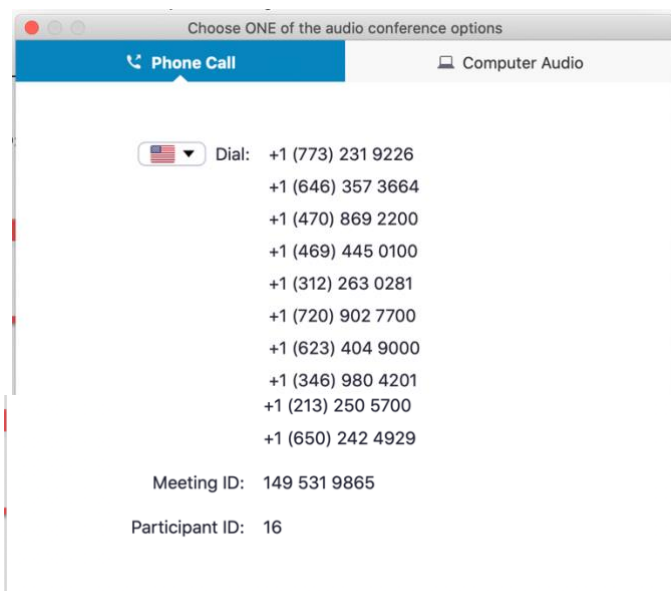 Choose ONE of the audio conference options
Phone Call
Computer Audio
Dial: +1 (773) 231 9226
+1 (646) 357 3664
+1 (470) 869 2200
+1 (469) 445 0100
+1 (312) 263 0281
+1 (720) 902 7700
+1 (623) 404 9000
+1 (346) 980 4201
+1 (213) 250 5700
+1 (650) 242 4929
Meeting ID: 149 531 9865
Participant ID: 16